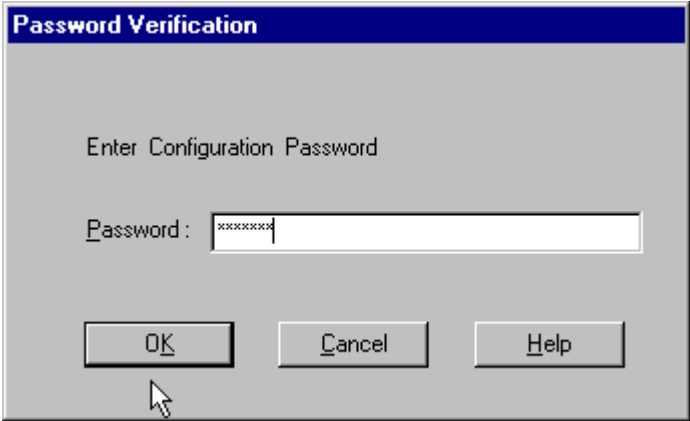 Password Verification
Enter Configuration Password
Password : *******
OK Cancel Help